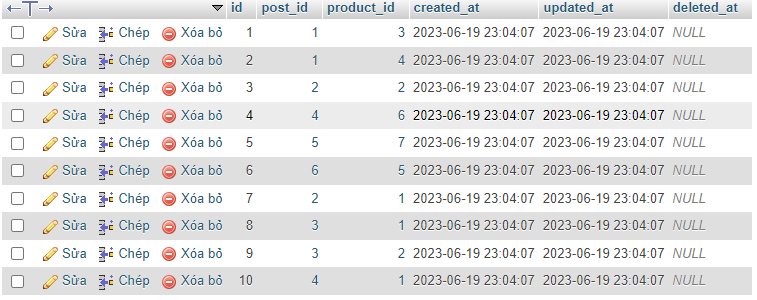 id post_id product_id created_at updated_at deleted_at
Sửa Chép Xóa bỏ 1 1 3 2023-06-19 23:04:07 2023-06-19 23:04:07 NULL
Sửa Chép Xóa bỏ 2 1 4 2023-06-19 23:04:07 2023-06-19 23:04:07 NULL
Sửa Chép Xóa bỏ 3 2 2 2023-06-19 23:04:07 2023-06-19 23:04:07 NULL
Sửa Chép Xóa bỏ 4 4 6 2023-06-19 23:04:07 2023-06-19 23:04:07 NULL
Sửa Chép Xóa bỏ 5 5 7 2023-06-19 23:04:07 2023-06-19 23:04:07 NULL
Sửa Chép Xóa bỏ 6 6 5 2023-06-19 23:04:07 2023-06-19 23:04:07 NULL
Sửa Chép Xóa bỏ 7 2 1 2023-06-19 23:04:07 2023-06-19 23:04:07 NULL
Sửa Chép Xóa bỏ 8 3 1 2023-06-19 23:04:07 2023-06-19 23:04:07 NULL
Sửa Chép Xóa bỏ 9 3 2 2023-06-19 23:04:07 2023-06-19 23:04:07 NULL
Sửa Chép Xóa bỏ 10 4 1 2023-06-19 23:04:07 2023-06-19 23:04:07 NULL